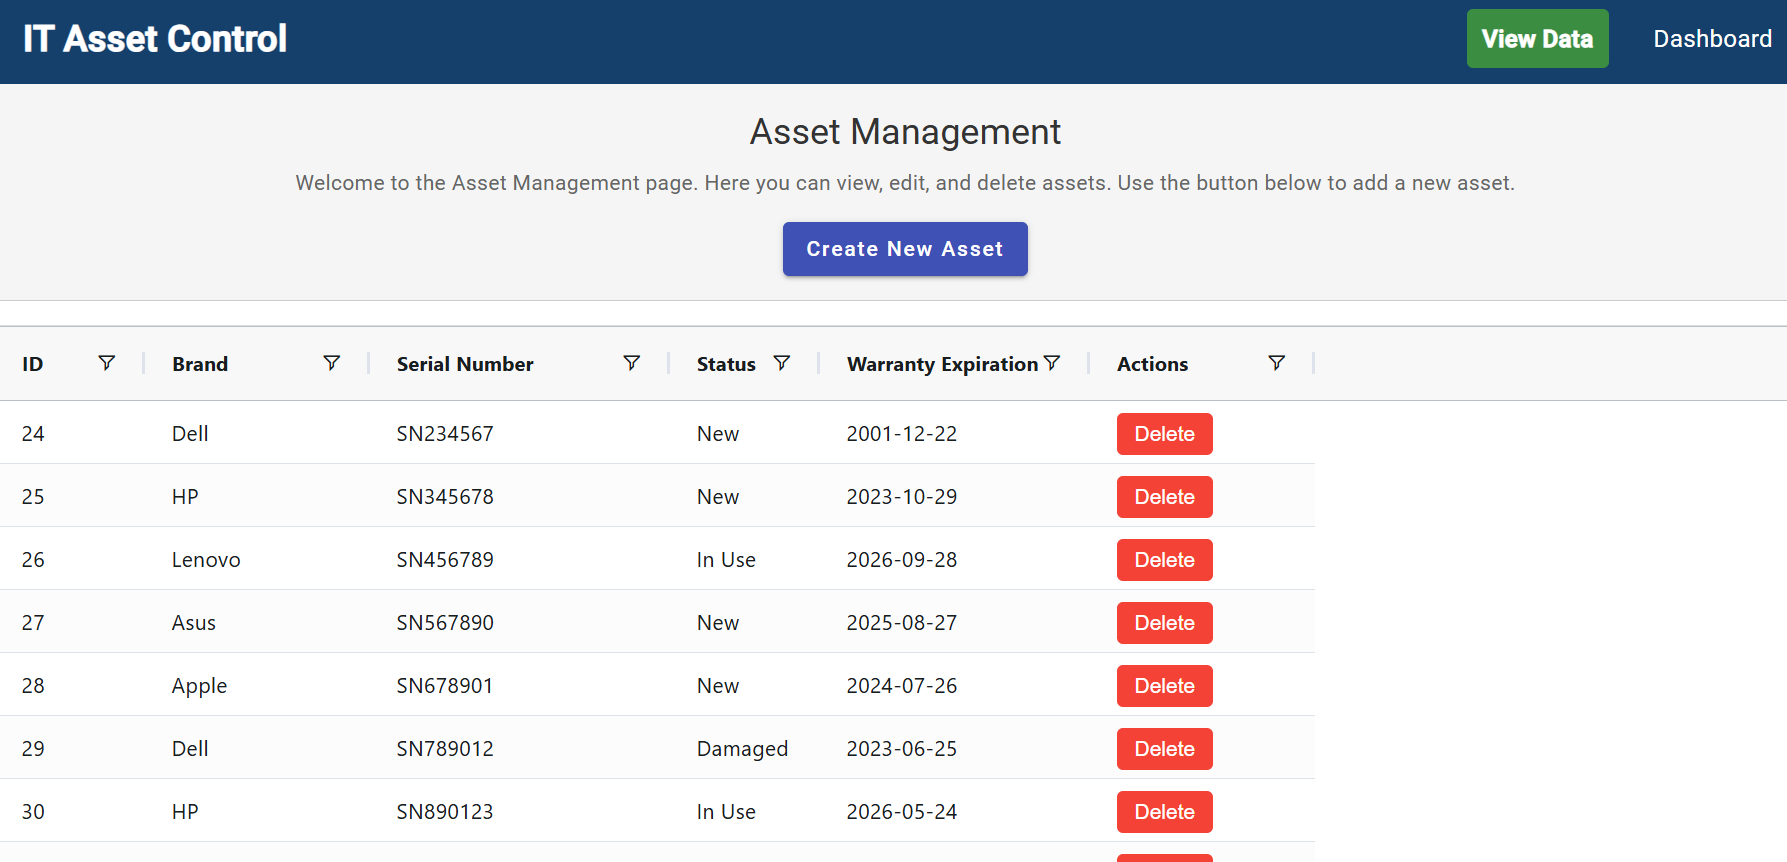 IT Asset Control View Data Dashboard
Asset Management
Welcome to the Asset Management page. Here you can view, edit, and delete assets. Use the button below to add a new asset.
Create New Asset
ID Brand Serial Number Status Warranty Expiration Actions
24 Dell SN234567 New 2001-12-22 Delete
25 HP SN345678 New 2023-10-29 Delete
26 Lenovo SN456789 In Use 2026-09-28 Delete
27 Asus SN567890 New 2025-08-27 Delete
28 Apple SN678901 New 2024-07-26 Delete
29 Dell SN789012 Damaged 2023-06-25 Delete
30 HP SN890123 In Use 2026-05-24 Delete